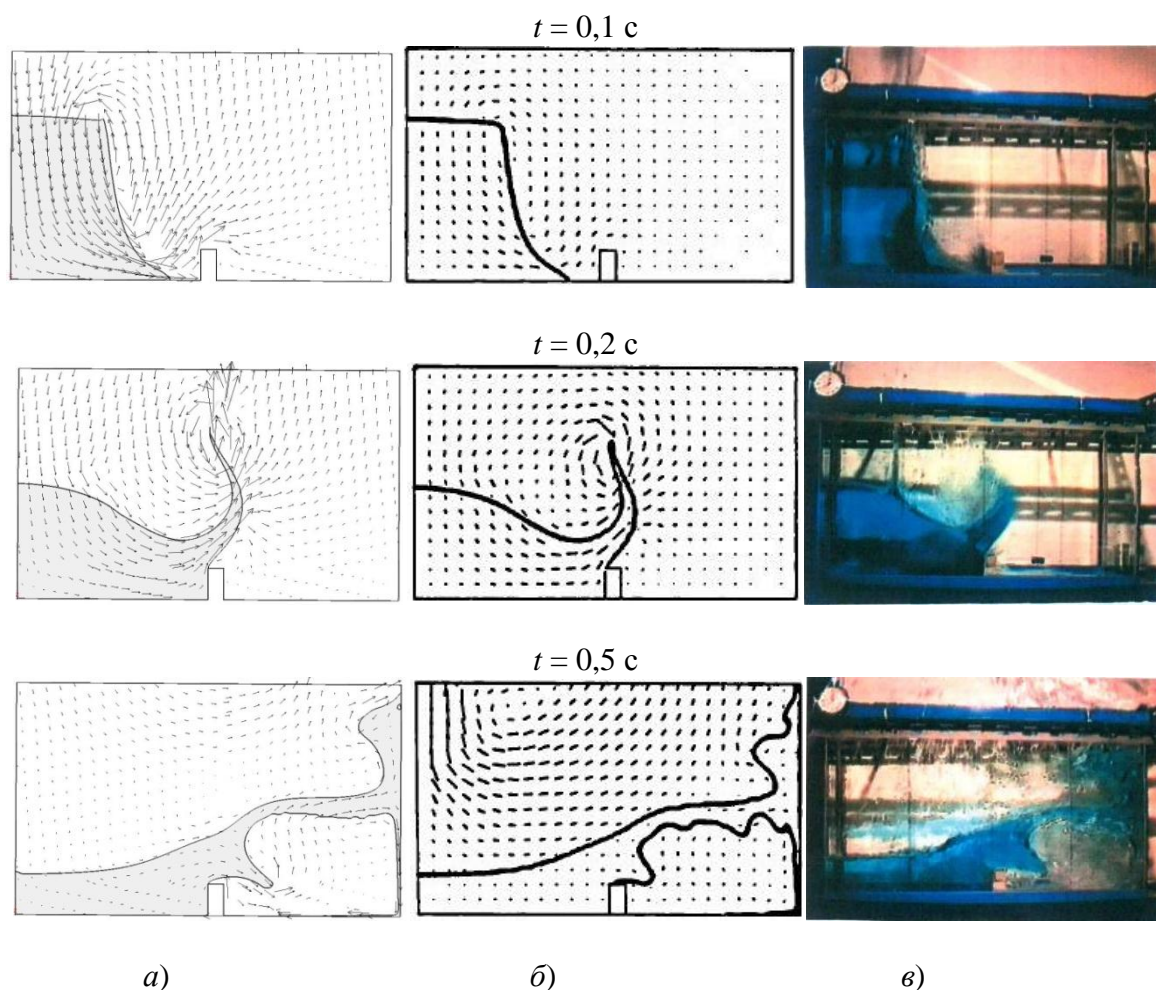 t = 0,1 с
t = 0,2 с
t = 0,5 с
а) б) в)